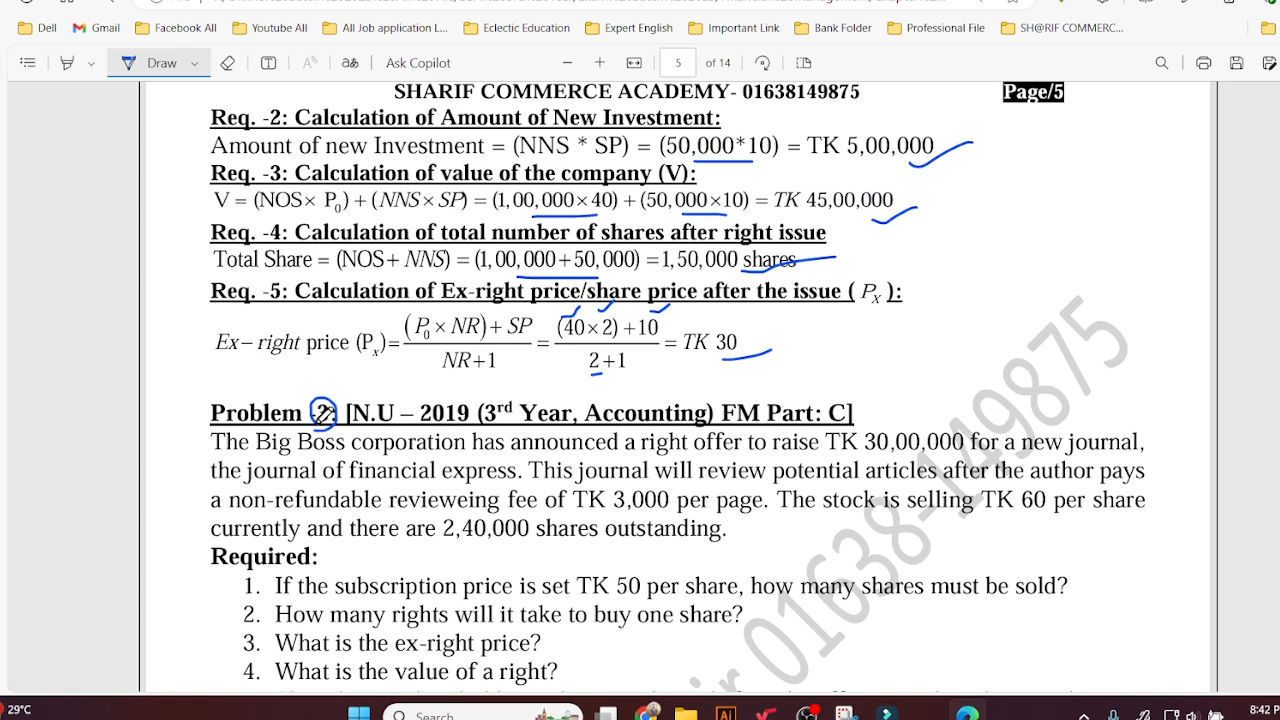 Dell Gmail Facebook All Youtube All All Job application L... Eclectic Education Expert English Important Link Bank Folder Professional File SH@RIF COMMERC...
Draw Ask Copilot 5 of 14
SHARIF COMMERCE ACADEMY- 01638149875 Page/5
Req. -2: Calculation of Amount of New Investment:
Amount of new Investment = (NNS * SP) = (50,000*10) = TK 5,00,000
Req. -3: Calculation of value of the company (V):
V = (NOS× P₀) + (NNS × SP) = (1,00,000×40) + (50,000×10) = TK 45,00,000
Req. -4: Calculation of total number of shares after right issue
Total Share = (NOS+ NNS) = (1,00,000+50,000) =1,50,000 shares
Req. -5: Calculation of Ex-right price/share price after the issue ( Pₓ ):
Ex– right price (Pₓ)= (P₀ × NR) + SP / NR+1 = (40×2)+10 / 2+1 = TK 30
Problem -2: [N.U – 2019 (3rd Year, Accounting) FM Part: C]
The Big Boss corporation has announced a right offer to raise TK 30,00,000 for a new journal,
the journal of financial express. This journal will review potential articles after the author pays
a non-refundable revieweing fee of TK 3,000 per page. The stock is selling TK 60 per share
currently and there are 2,40,000 shares outstanding.
Required:
1. If the subscription price is set TK 50 per share, how many shares must be sold?
2. How many rights will it take to buy one share?
3. What is the ex-right price?
4. What is the value of a right?
01638-149875
29°C Search 8:42 P